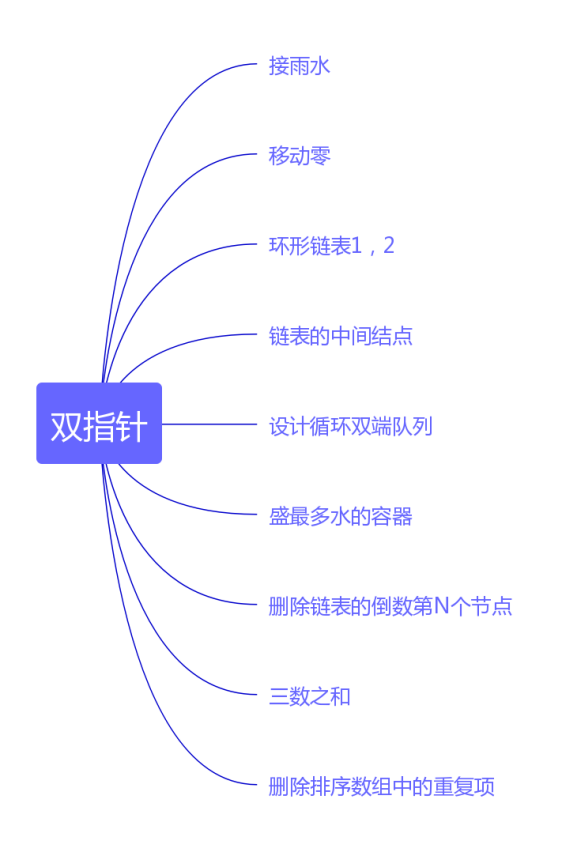 接雨水
移动零
环形链表1，2
链表的中间结点
双指针
设计循环双端队列
盛最多水的容器
删除链表的倒数第N个节点
三数之和
删除排序数组中的重复项